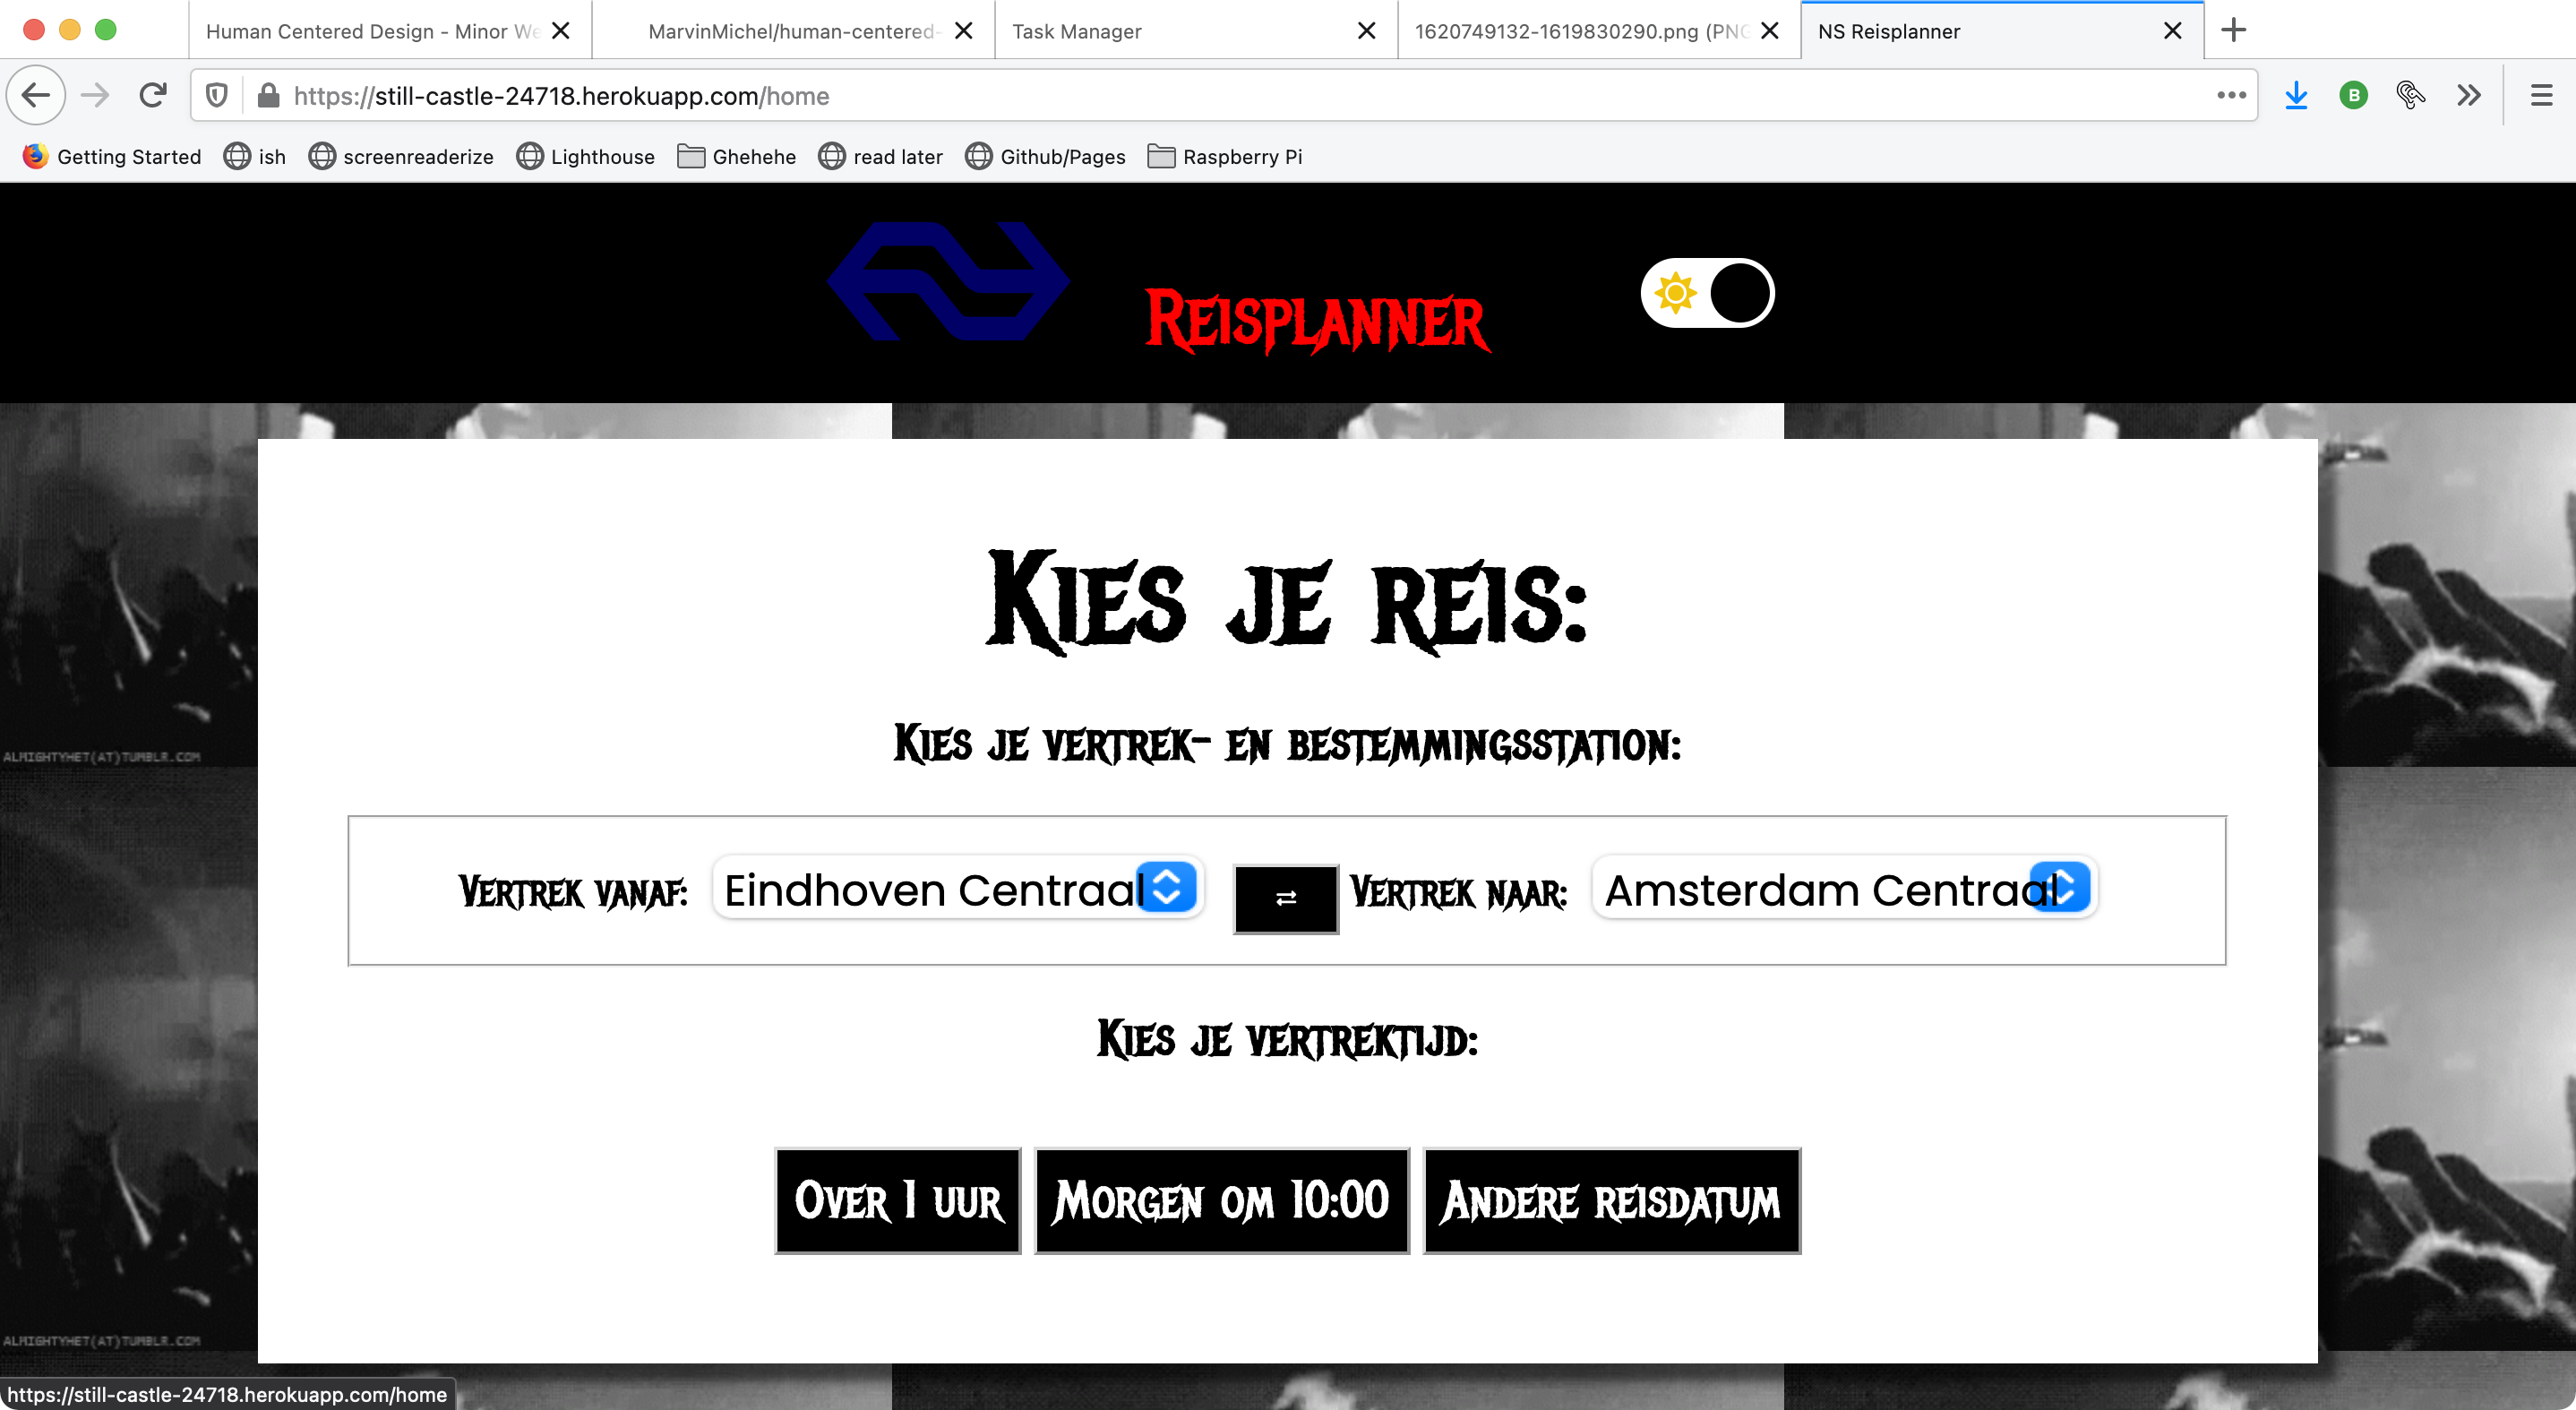 Human Centered Design - Minor We
MarvinMichel/human-centered-
Task Manager
1620749132-1619830290.png (PNG
NS Reisplanner
https://still-castle-24718.herokuapp.com/home
B
Getting Started
ish
screenreaderize
Lighthouse
Ghehehe
read later
Github/Pages
Raspberry Pi
Reisplanner
Kies je reis:
Kies je vertrek- en bestemmingsstation:
Vertrek vanaf: Eindhoven Centraal
Vertrek naar: Amsterdam Centraal
Kies je vertrektijd:
Over 1 uur
Morgen om 10:00
Andere reisdatum
ALMIGHTYHET(AT)TUMBLR.COM
ALMIGHTYHET(AT)TUMBLR.COM
https://still-castle-24718.herokuapp.com/home